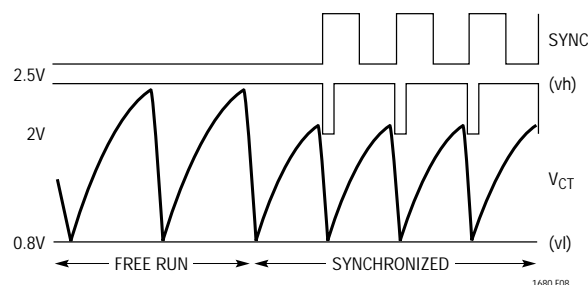 SYNC
2.5V
(vh)
2V
VCT
0.8V
(vl)
FREE RUN
SYNCHRONIZED
1680 F08